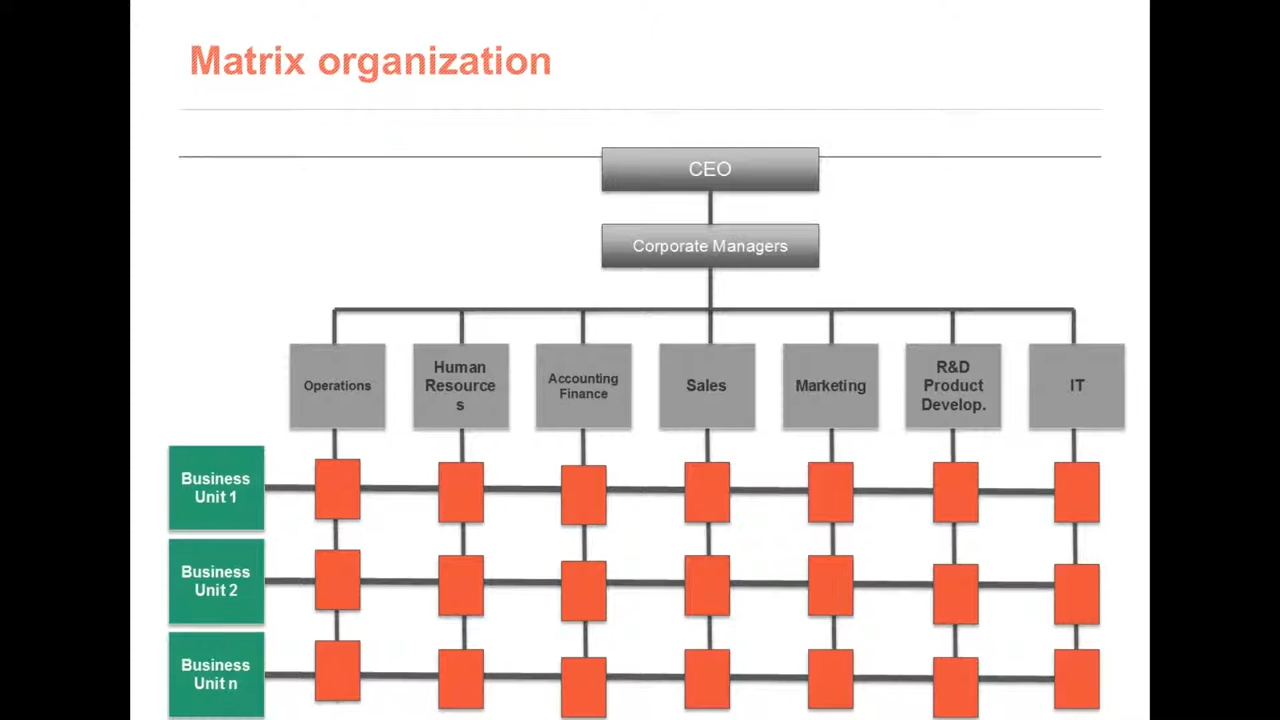 Matrix organization
CEO
Corporate Managers
Operations
Human
Resource
s
Accounting
Finance
Sales
Marketing
R&D
Product
Develop.
IT
Business
Unit 1
Business
Unit 2
Business
Unit n